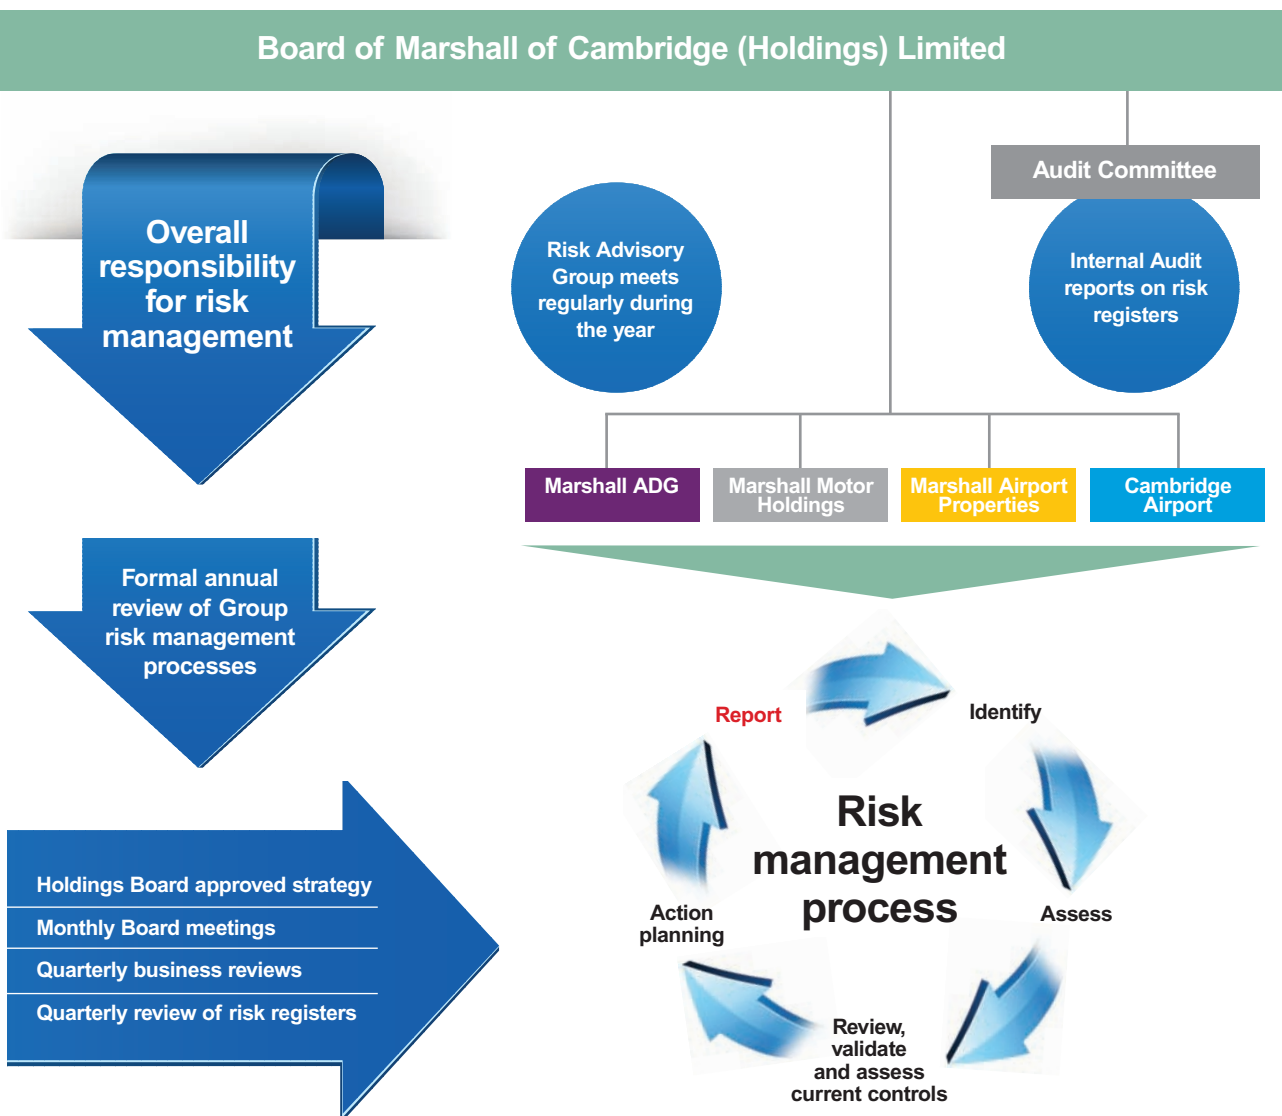 Board of Marshall of Cambridge (Holdings) Limited
Overall
responsibility
for risk
management
Risk Advisory
Group meets
regularly during
the year
Audit Committee
Internal Audit
reports on risk
registers
Marshall ADG
Marshall Motor
Holdings
Marshall Airport
Properties
Cambridge
Airport
Formal annual
review of Group
risk management
processes
Holdings Board approved strategy
Monthly Board meetings
Quarterly business reviews
Quarterly review of risk registers
Risk
management
process
Report
Identify
Assess
Review,
validate
and assess
current controls
Action
planning